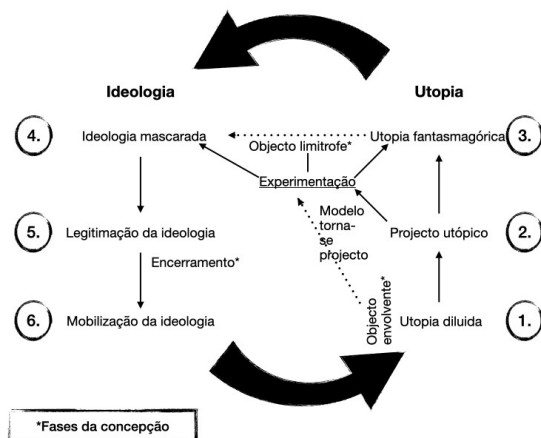 Ideologia
Utopia
4.
Ideologia mascarada
Utopia fantasmagórica
3.
Objecto limitrofe*
Experimentação
5.
Legitimação da ideologia
Modelo
torna-
se
projecto
Projecto utópico
2.
Encerramento*
6.
Mobilização da ideologia
Objecto
envolvente*
Utopia diluida
1.
*Fases da concepção